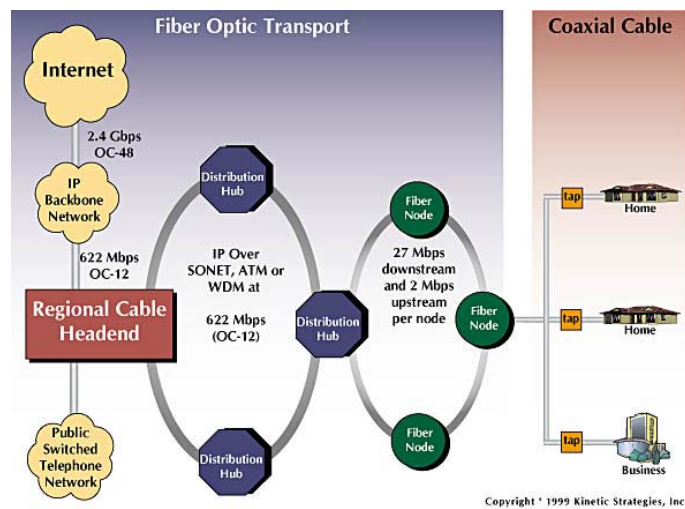 Fiber Optic Transport
Coaxial Cable
Internet
2.4 Gbps
OC-48
IP
Backbone
Network
622 Mbps
OC-12
Regional Cable
Headend
Public
Switched
Telephone
Network
Distribution
Hub
IP Over
SONET, ATM or
WDM at
622 Mbps
(OC-12)
Distribution
Hub
Distribution
Hub
Fiber
Node
27 Mbps
downstream
and 2 Mbps
upstream
per node
Fiber
Node
Fiber
Node
tap
Home
tap
Home
tap
Business
Copyright ' 1999 Kinetic Strategies, Inc